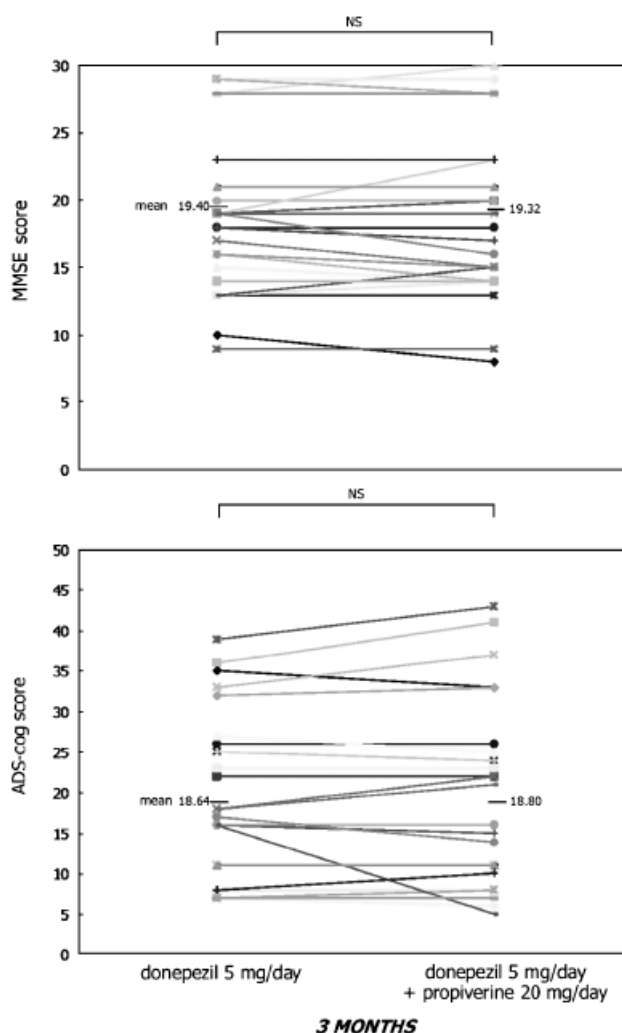 NS
30
25
20
15
10
5
0
MMSE score
mean 19.40
19.32
NS
50
45
40
35
30
25
20
15
10
5
0
ADS-cog score
mean 18.64
18.80
donepezil 5 mg/day
donepezil 5 mg/day
+ propiverine 20 mg/day
3 MONTHS